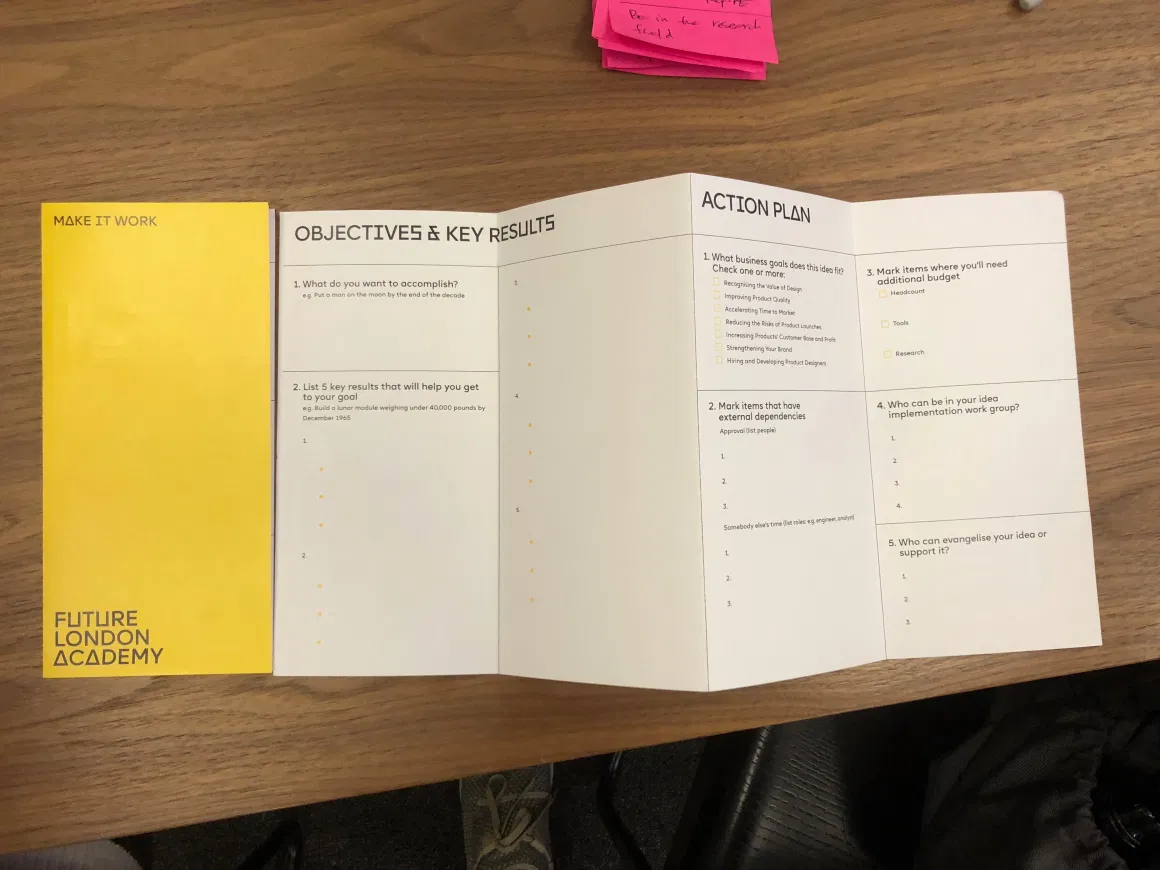 Be in the research
field
MAKE IT WORK
FUTURE
LONDON
ACADEMY
OBJECTIVES & KEY RESULTS
1. What do you want to accomplish?
e.g. Put a man on the moon by the end of the decade
2. List 5 key results that will help you get
to your goal
e.g. Build a lunar module weighing under 40,000 pounds by
December 1965
1.
2.
3.
4.
5.
ACTION PLAN
1. What business goals does this idea fit?
Check one or more:
Recognising the Value of Design
Improving Product Quality
Accelerating Time to Market
Reducing the Risks of Product Launches
Increasing Products' Customer Base and Profit
Strengthening Your Brand
Hiring and Developing Product Designers
2. Mark items that have
external dependencies
Approval (list people)
1.
2.
3.
Somebody else's time (list roles: e.g. engineer, analyst)
1.
2.
3.
3. Mark items where you'll need
additional budget
Headcount
Tools
Research
4. Who can be in your idea
implementation work group?
1.
2.
3.
4.
5. Who can evangelise your idea or
support it?
1.
2.
3.